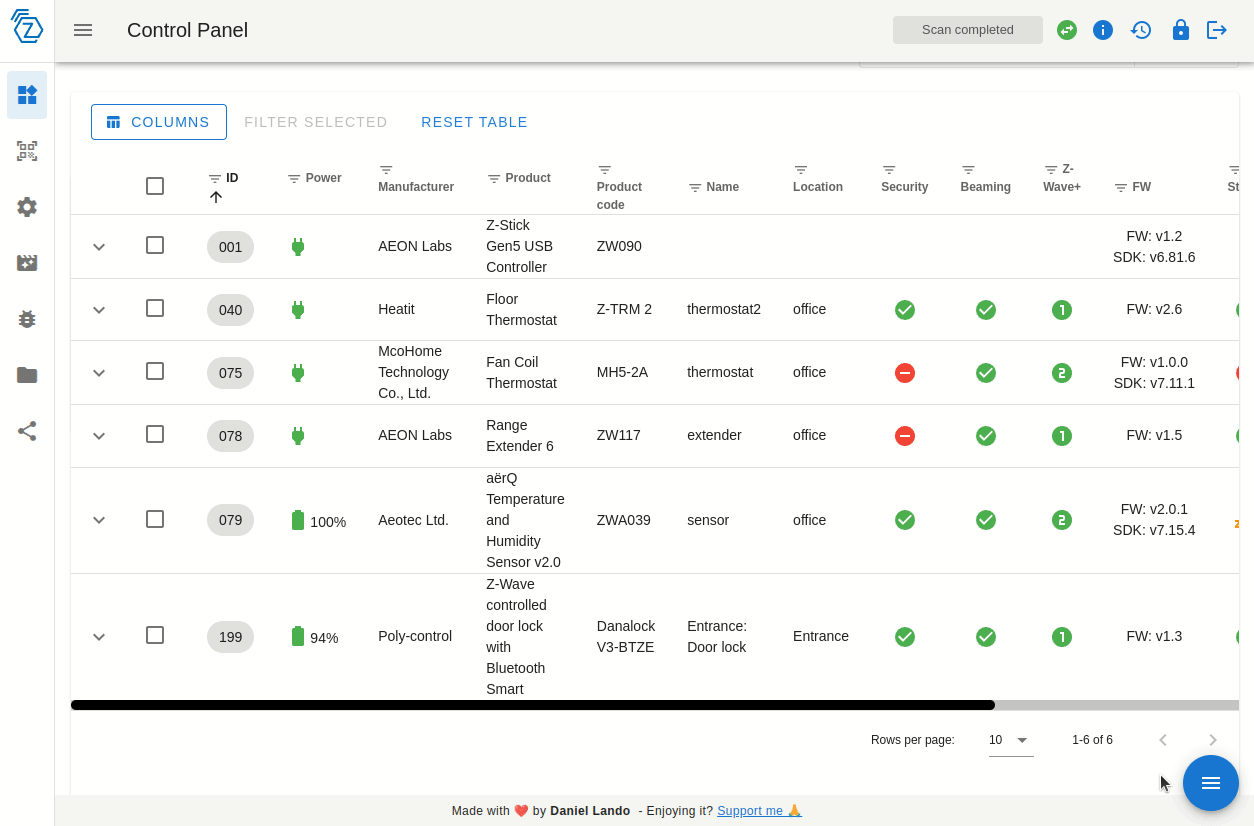 Control Panel
Scan completed
COLUMNS FILTER SELECTED RESET TABLE
ID Power Manufacturer Product Product code Name Location Security Beaming Z-Wave+ FW St
001 AEON Labs Z-Stick Gen5 USB Controller ZW090 FW: v1.2 SDK: v6.81.6
040 Heatit Floor Thermostat Z-TRM 2 thermostat2 office 1 FW: v2.6
075 McoHome Technology Co., Ltd. Fan Coil Thermostat MH5-2A thermostat office 2 FW: v1.0.0 SDK: v7.11.1
078 AEON Labs Range Extender 6 ZW117 extender office 1 FW: v1.5
079 100% Aeotec Ltd. aërQ Temperature and Humidity Sensor v2.0 ZWA039 sensor office 2 FW: v2.0.1 SDK: v7.15.4
199 94% Poly-control Z-Wave controlled door lock with Bluetooth Smart Danalock V3-BTZE Entrance: Door lock Entrance 1 FW: v1.3
Rows per page: 10 1-6 of 6
Made with ❤️ by Daniel Lando - Enjoying it? Support me 🙏